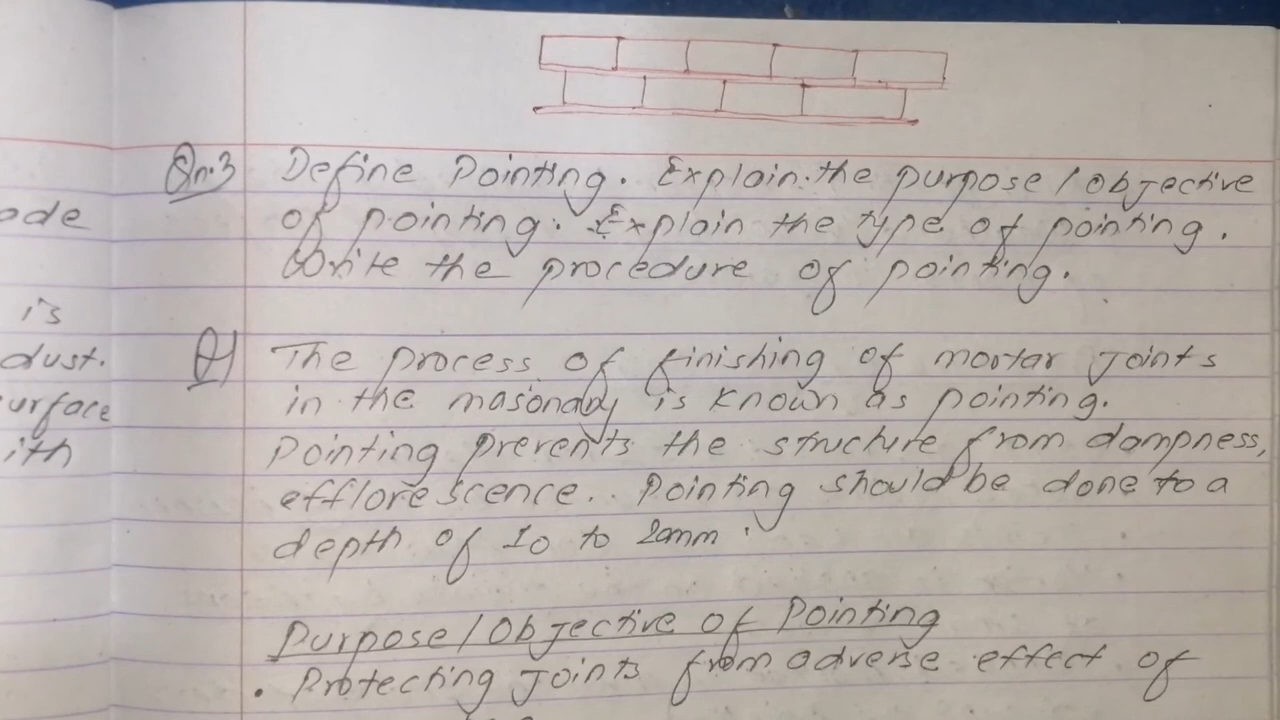 Qn.3 Define Pointing. Explain the purpose / objective
of pointing. Explain the type of pointing.
Write the procedure of pointing.
The process of finishing of mortar joints
in the masonary is known as pointing.
Pointing prevents the structure from dampness,
efflorescence. Pointing should be done to a
depth of 10 to 20mm.
Purpose / Objective of Pointing
• Protecting joints from adverse effect of
ode
is
dust.
urface
ith